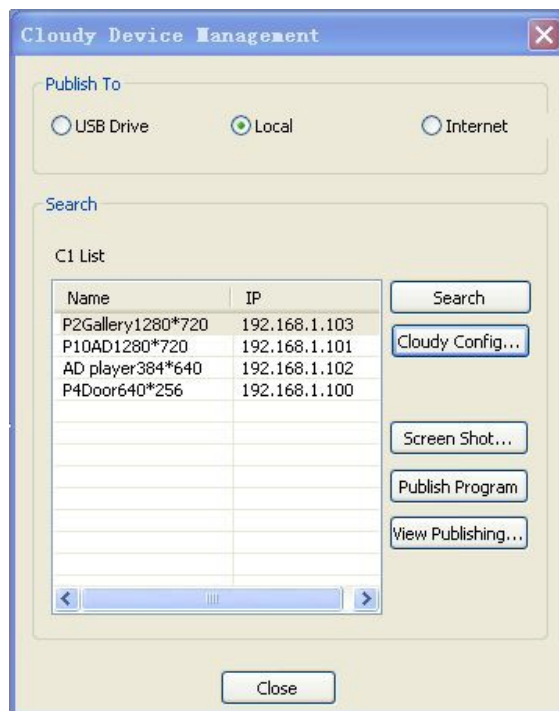 Cloudy Device Management
Publish To
USB Drive Local Internet
Search
C1 List
Name IP
P2Gallery1280*720 192.168.1.103
P10AD1280*720 192.168.1.101
AD player384*640 192.168.1.102
P4Door640*256 192.168.1.100
Search
Cloudy Config...
Screen Shot...
Publish Program
View Publishing...
Close